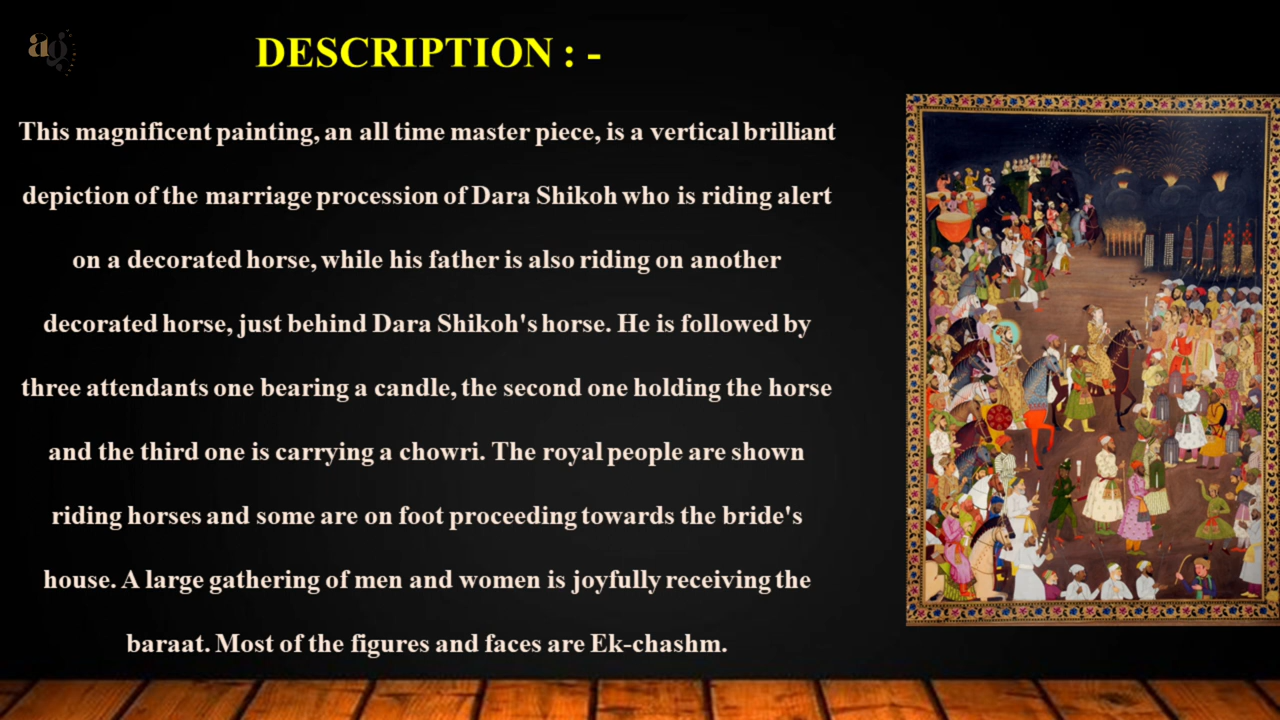 ag
DESCRIPTION : -
This magnificent painting, an all time master piece, is a vertical brilliant
depiction of the marriage procession of Dara Shikoh who is riding alert
on a decorated horse, while his father is also riding on another
decorated horse, just behind Dara Shikoh's horse. He is followed by
three attendants one bearing a candle, the second one holding the horse
and the third one is carrying a chowri. The royal people are shown
riding horses and some are on foot proceeding towards the bride's
house. A large gathering of men and women is joyfully receiving the
baraat. Most of the figures and faces are Ek-chashm.